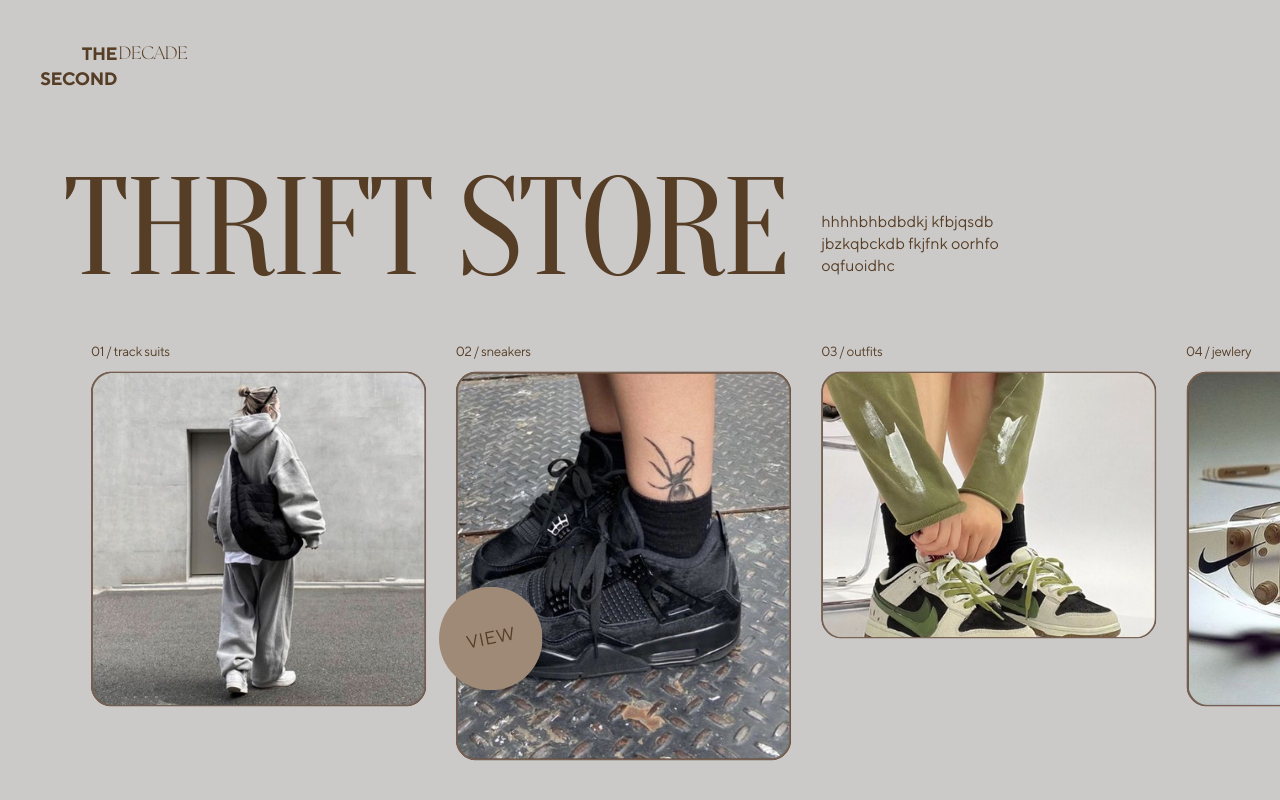 THE DECADE
SECOND
THRIFT STORE
hhhhbhbdbdkj kfbjqsdb
jbzkqbckdb fkjfnk oorhfo
oqfuoidhc
01 / track suits
02 / sneakers
03 / outfits
04 / jewlery
VIEW